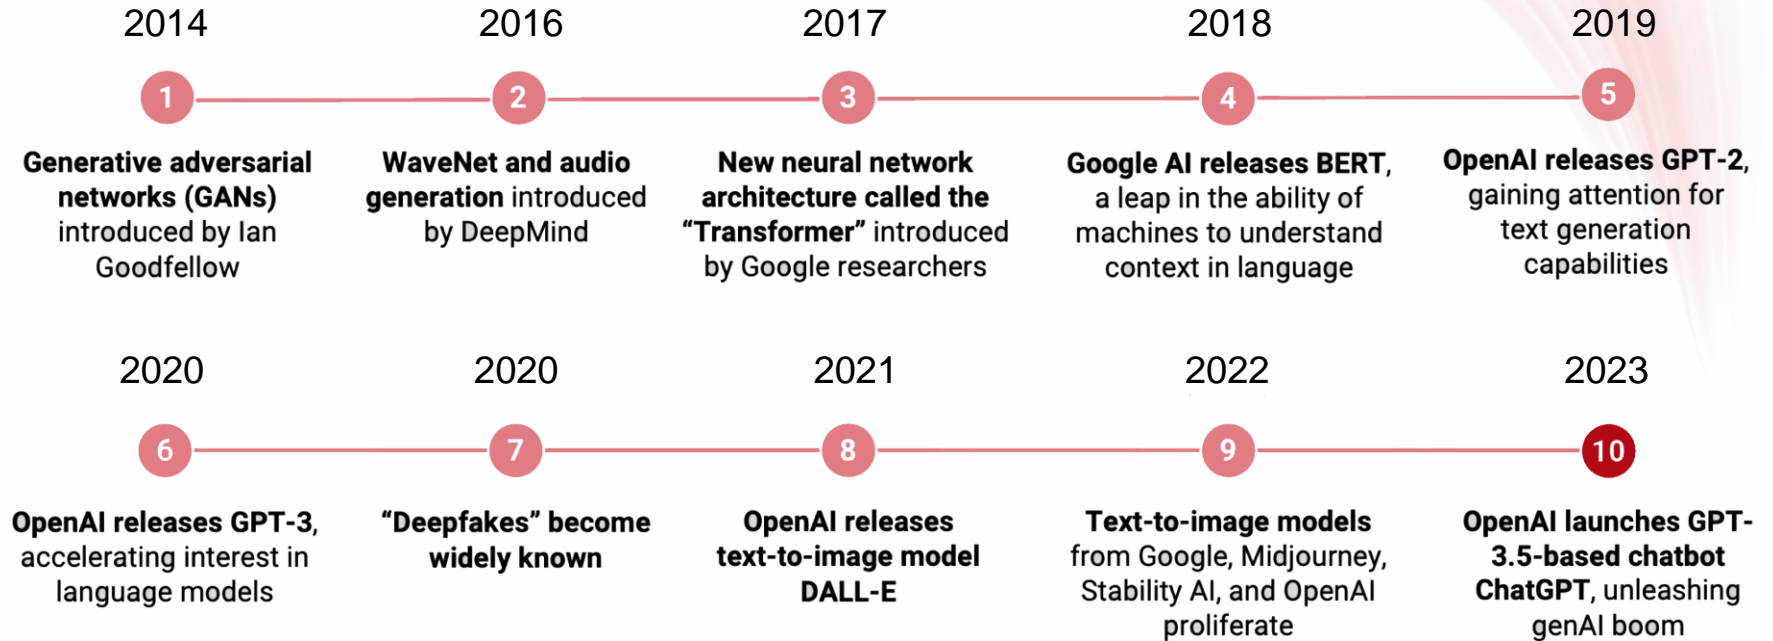 2014
2016
2017
2018
2019
1
2
3
4
5
Generative adversarial
networks (GANs)
introduced by Ian
Goodfellow
WaveNet and audio
generation introduced
by DeepMind
New neural network
architecture called the
“Transformer” introduced
by Google researchers
Google AI releases BERT,
a leap in the ability of
machines to understand
context in language
OpenAI releases GPT-2,
gaining attention for
text generation
capabilities
2020
2020
2021
2022
2023
6
7
8
9
10
OpenAI releases GPT-3,
accelerating interest in
language models
“Deepfakes” become
widely known
OpenAI releases
text-to-image model
DALL-E
Text-to-image models
from Google, Midjourney,
Stability AI, and OpenAI
proliferate
OpenAI launches GPT-
3.5-based chatbot
ChatGPT, unleashing
genAI boom